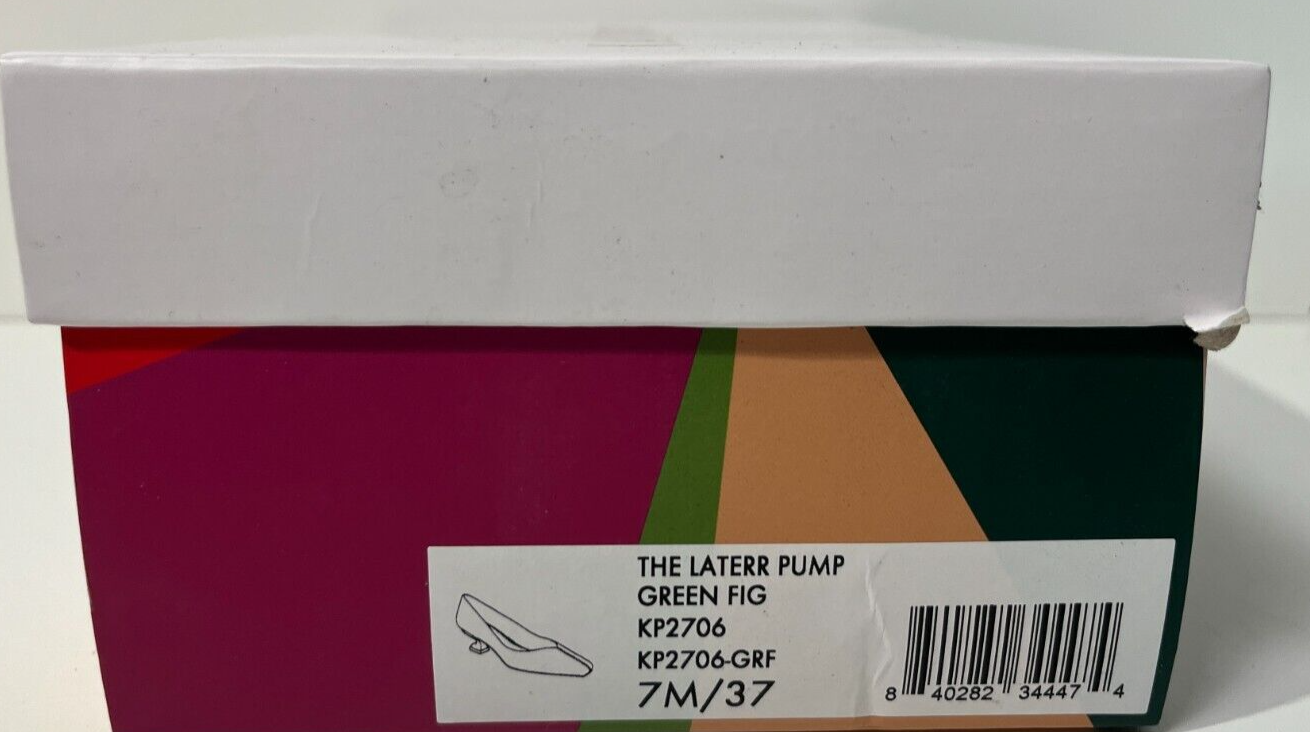 THE LATERR PUMP
GREEN FIG
KP2706
KP2706-GRF
7M/37
8 40282 34447 4